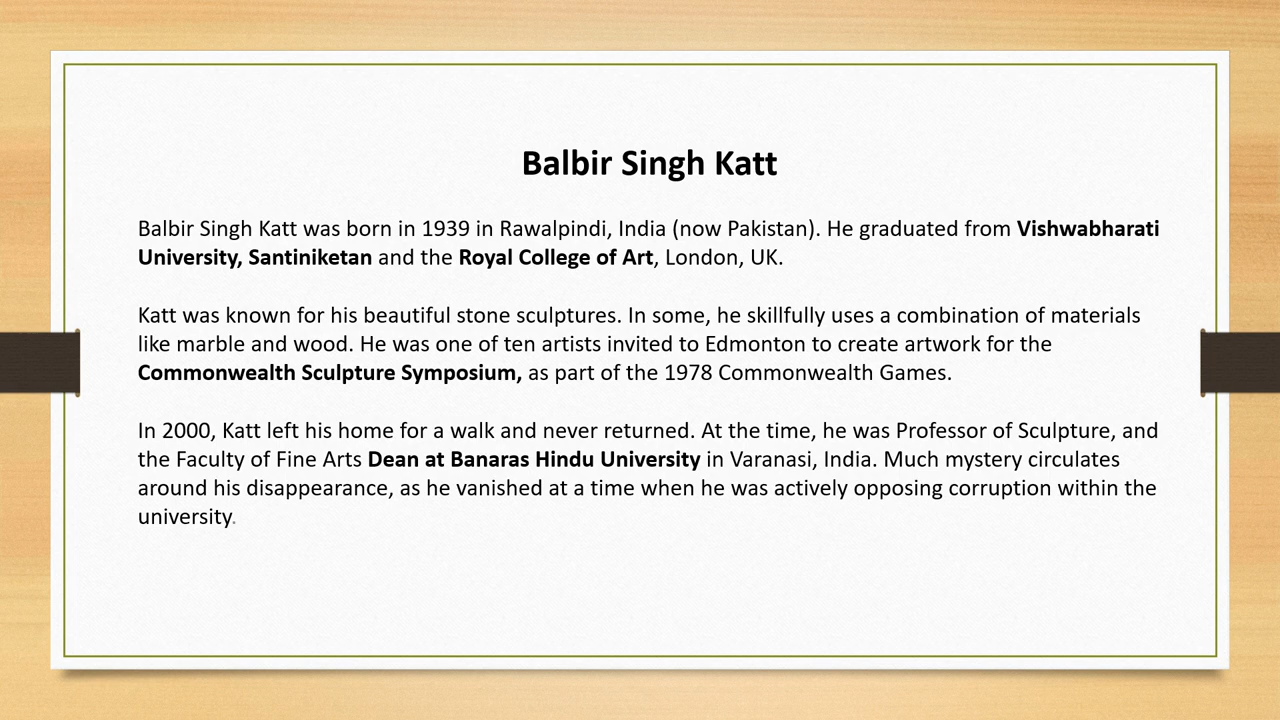 Balbir Singh Katt
Balbir Singh Katt was born in 1939 in Rawalpindi, India (now Pakistan). He graduated from Vishwabharati
University, Santiniketan and the Royal College of Art, London, UK.
Katt was known for his beautiful stone sculptures. In some, he skillfully uses a combination of materials
like marble and wood. He was one of ten artists invited to Edmonton to create artwork for the
Commonwealth Sculpture Symposium, as part of the 1978 Commonwealth Games.
In 2000, Katt left his home for a walk and never returned. At the time, he was Professor of Sculpture, and
the Faculty of Fine Arts Dean at Banaras Hindu University in Varanasi, India. Much mystery circulates
around his disappearance, as he vanished at a time when he was actively opposing corruption within the
university.